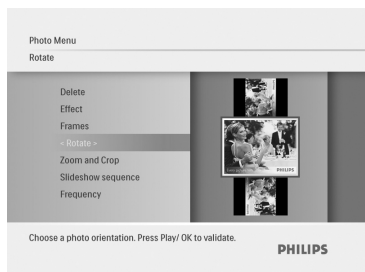 Photo Menu
Rotate
Delete
Effect
Frames
< Rotate >
Zoom and Crop
Slideshow sequence
Frequency
PHILIPS
Choose a photo orientation. Press Play/ OK to validate.
PHILIPS